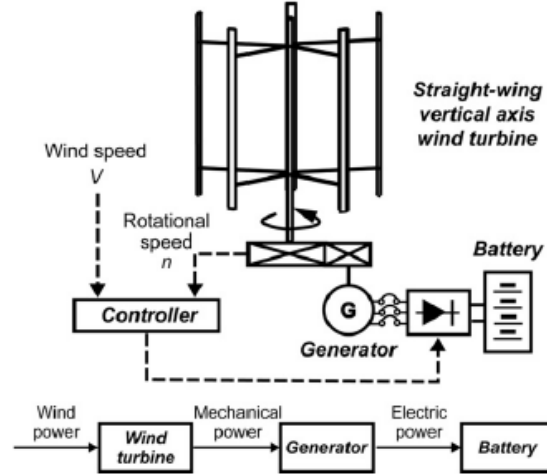 Straight-wing
vertical axis
wind turbine
Wind speed
V
Rotational
speed
n
Battery
Controller
G
Generator
Wind
power
Wind
turbine
Mechanical
power
Generator
Electric
power
Battery